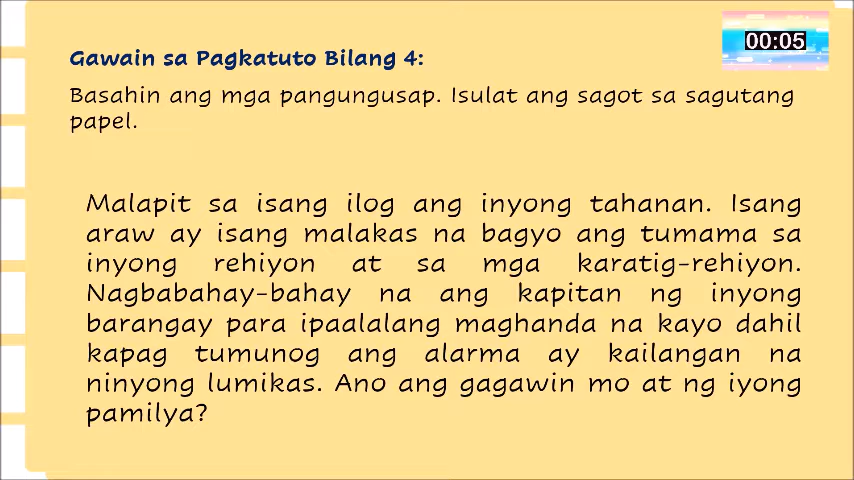 00:05
Gawain sa Pagkatuto Bilang 4:
Basahin ang mga pangungusap. Isulat ang sagot sa sagutang
papel.
Malapit sa isang ilog ang inyong tahanan. Isang
araw ay isang malakas na bagyo ang tumama sa
inyong rehiyon at sa mga karatig-rehiyon.
Nagbabahay-bahay na ang kapitan ng inyong
barangay para ipaalalang maghanda na kayo dahil
kapag tumunog ang alarma ay kailangan na
ninyong lumikas. Ano ang gagawin mo at ng iyong
pamilya?